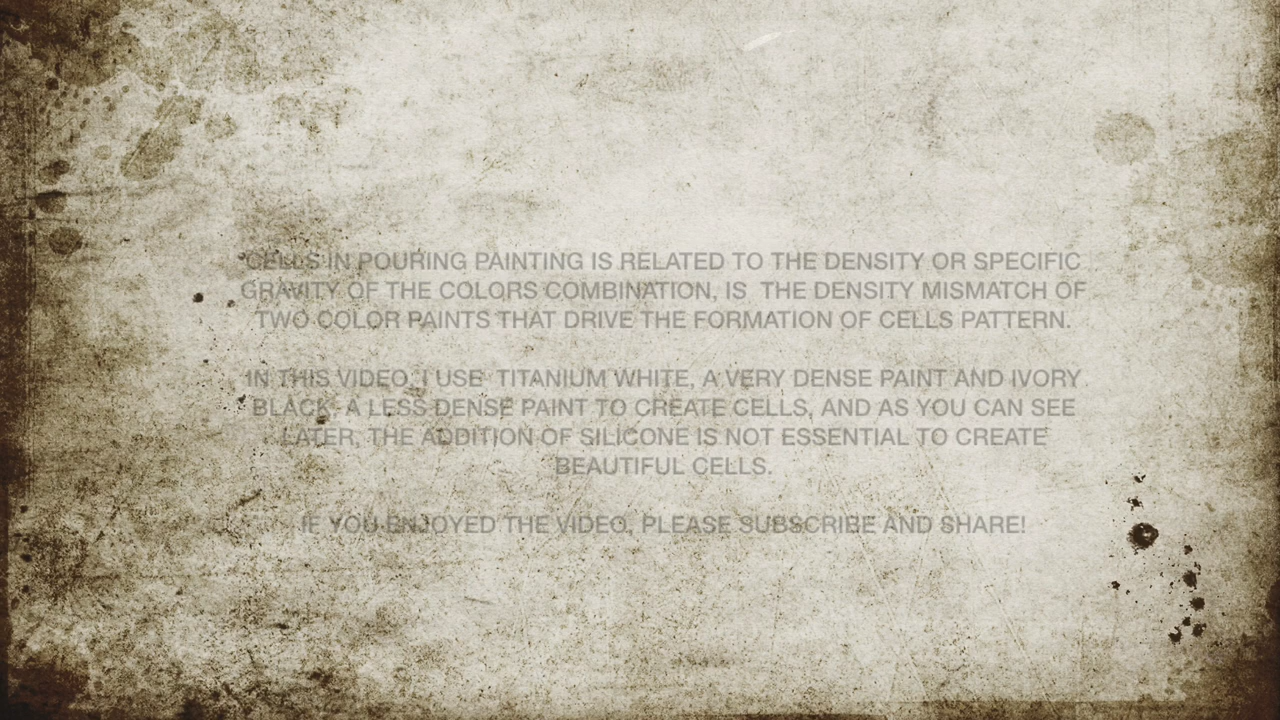 CELLS IN POURING PAINTING IS RELATED TO THE DENSITY OR SPECIFIC
GRAVITY OF THE COLORS COMBINATION, IS THE DENSITY MISMATCH OF
TWO COLOR PAINTS THAT DRIVE THE FORMATION OF CELLS PATTERN.
IN THIS VIDEO, I USE TITANIUM WHITE, A VERY DENSE PAINT AND IVORY
BLACK, A LESS DENSE PAINT TO CREATE CELLS, AND AS YOU CAN SEE
LATER, THE ADDITION OF SILICONE IS NOT ESSENTIAL TO CREATE
BEAUTIFUL CELLS.
IF YOU ENJOYED THE VIDEO, PLEASE SUBSCRIBE AND SHARE!